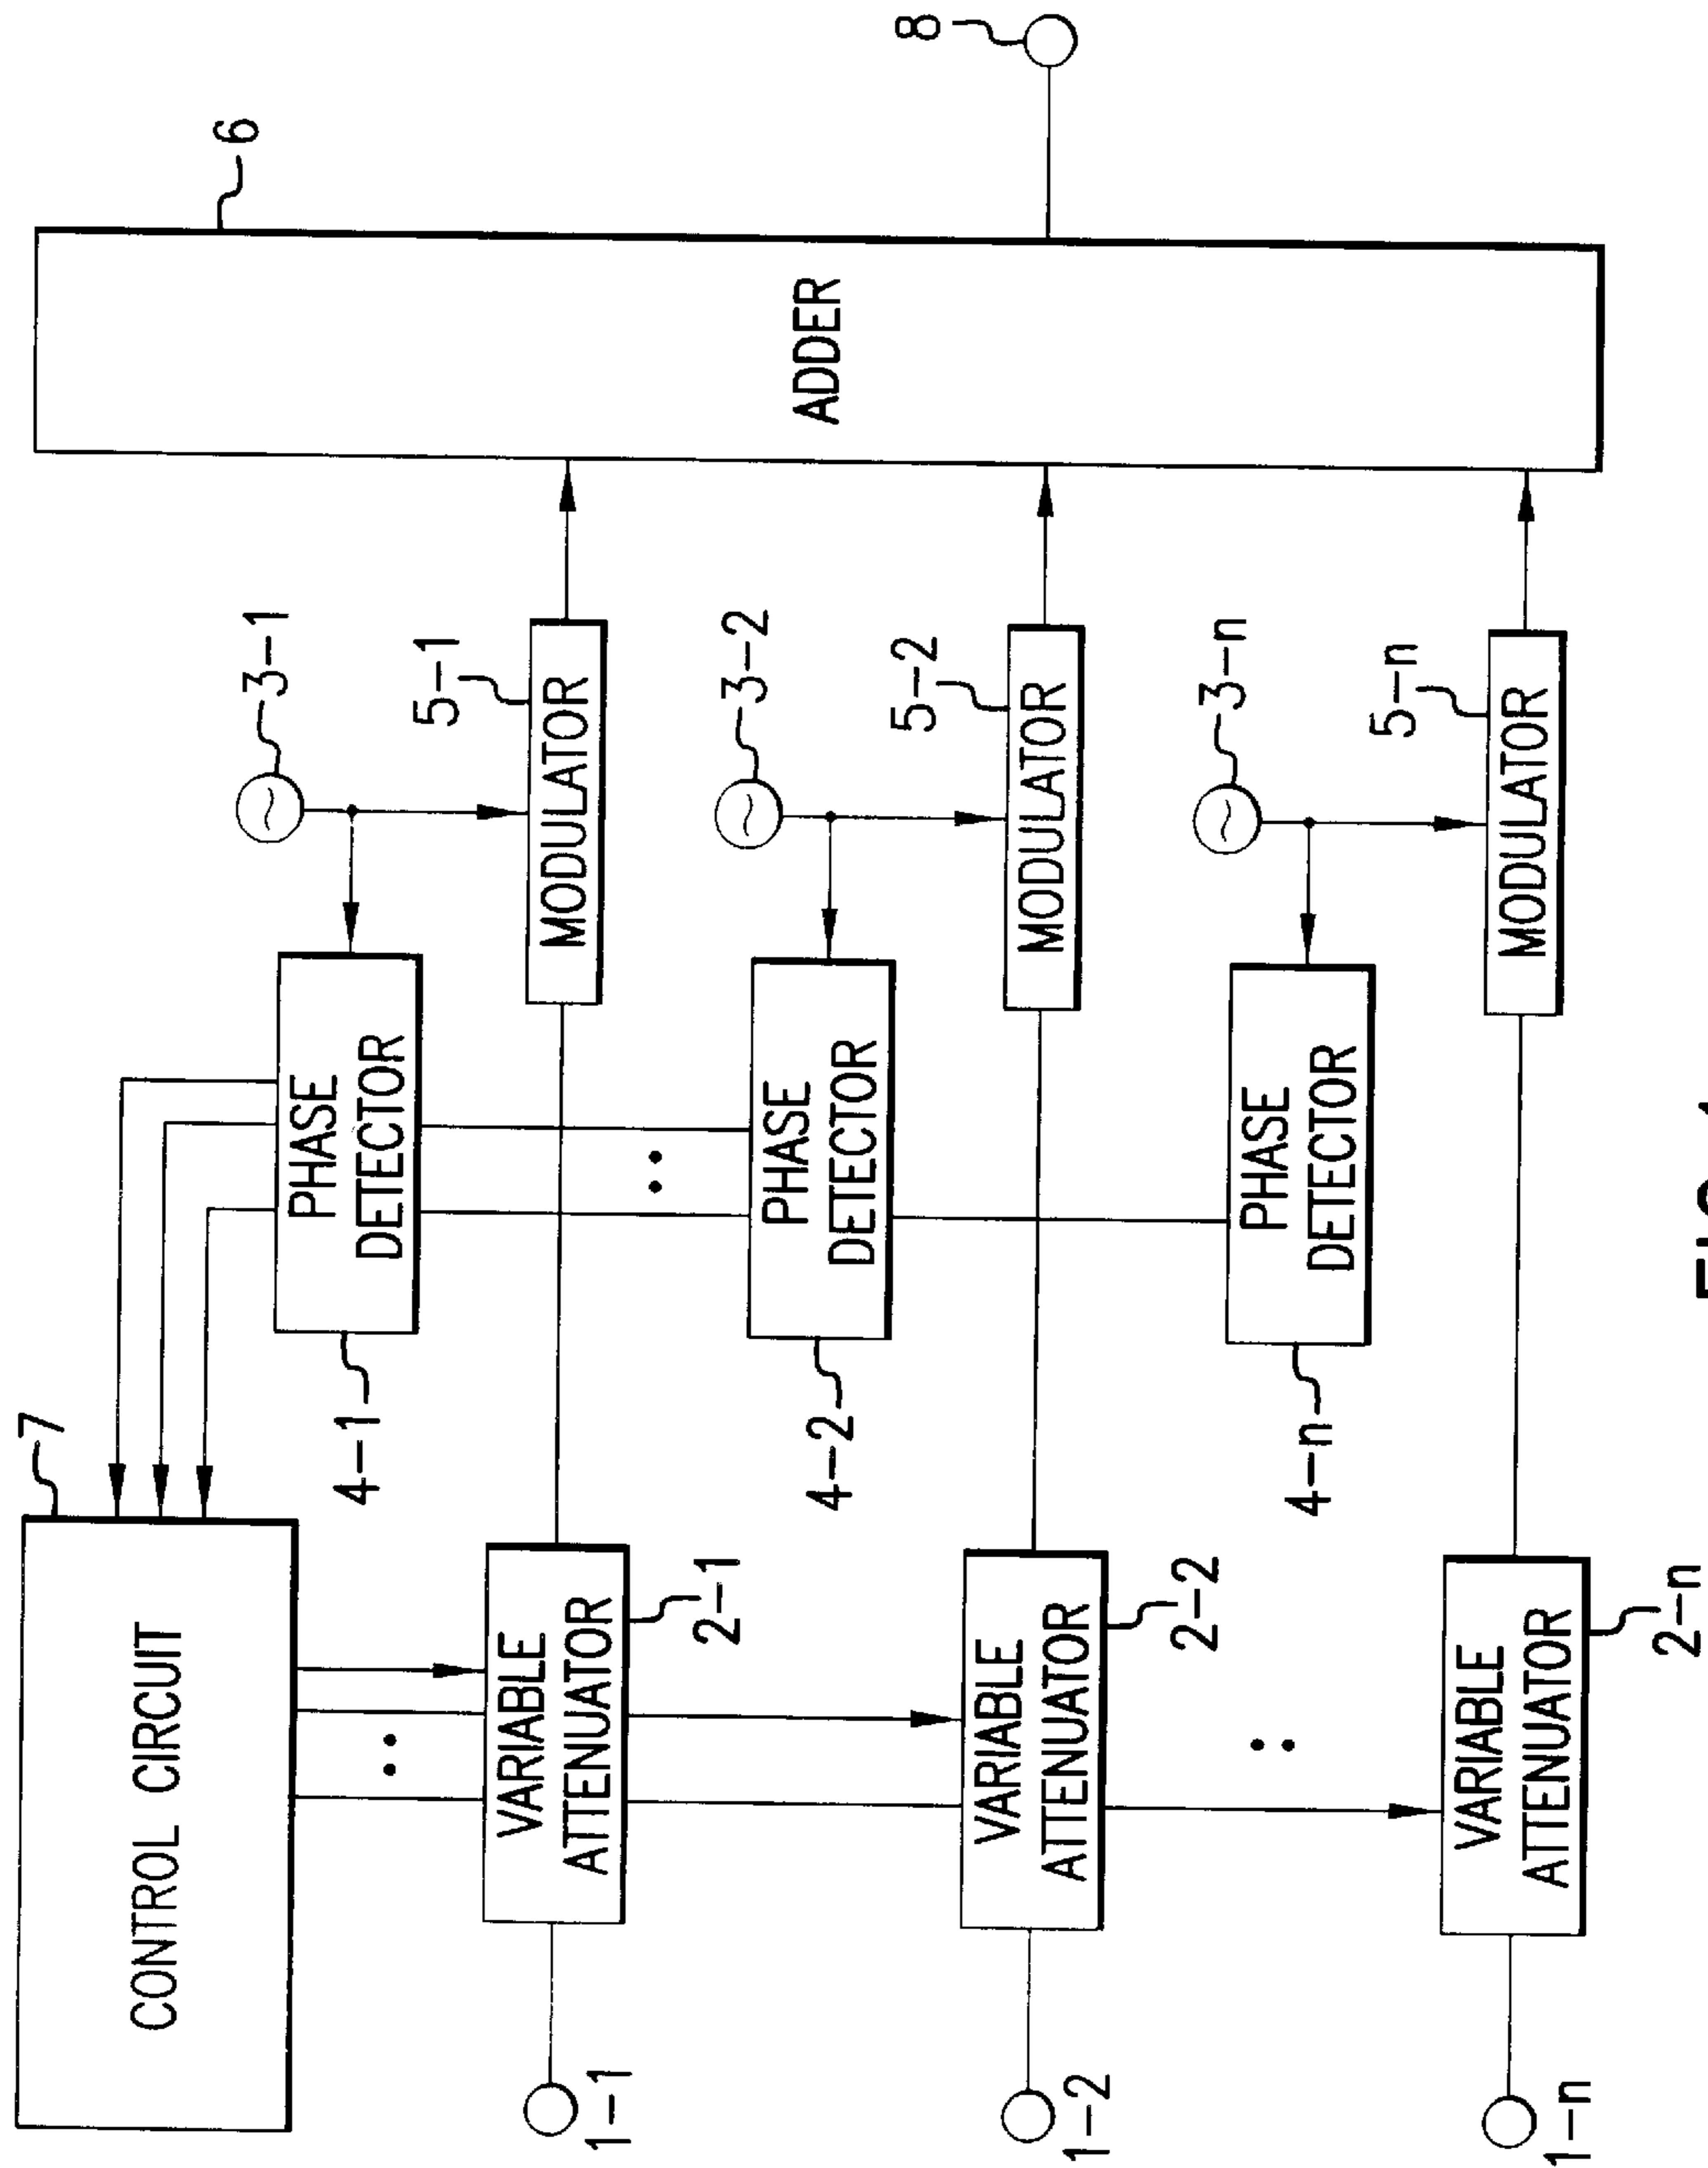 7
CONTROL CIRCUIT
6
ADDER
8
3-1
PHASE
DETECTOR
4-1
5-1
MODULATOR
VARIABLE
ATTENUATOR
2-1
1-1
3-2
PHASE
DETECTOR
4-2
5-2
MODULATOR
VARIABLE
ATTENUATOR
2-2
1-2
3-n
PHASE
DETECTOR
4-n
5-n
MODULATOR
VARIABLE
ATTENUATOR
2-n
1-n